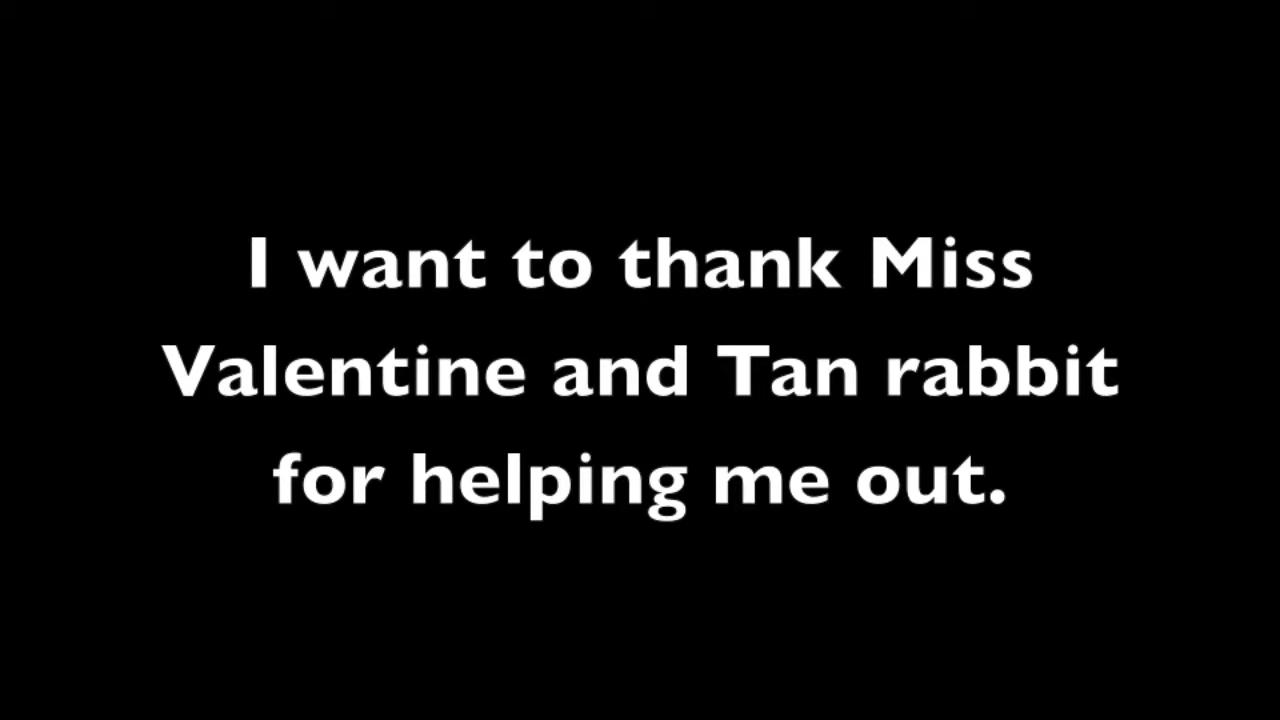 I want to thank Miss
Valentine and Tan rabbit
for helping me out.